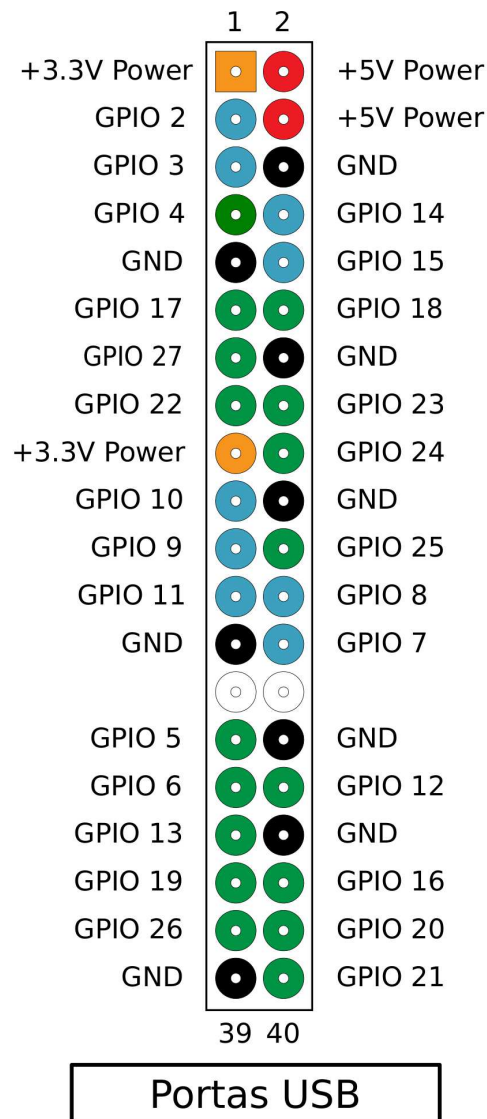 1 2
+3.3V Power +5V Power
GPIO 2 +5V Power
GPIO 3 GND
GPIO 4 GPIO 14
GND GPIO 15
GPIO 17 GPIO 18
GPIO 27 GND
GPIO 22 GPIO 23
+3.3V Power GPIO 24
GPIO 10 GND
GPIO 9 GPIO 25
GPIO 11 GPIO 8
GND GPIO 7
GPIO 5 GND
GPIO 6 GPIO 12
GPIO 13 GND
GPIO 19 GPIO 16
GPIO 26 GPIO 20
GND GPIO 21
39 40
Portas USB